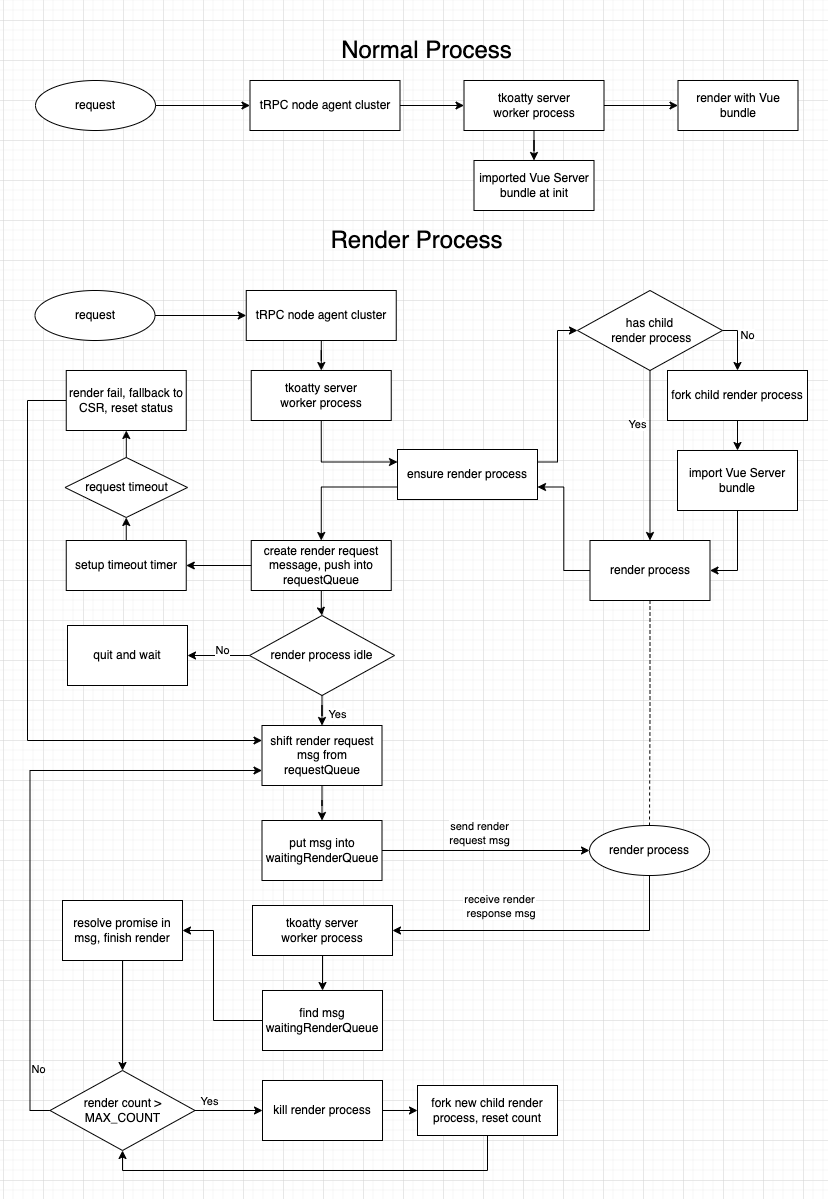 Normal Process
request
tRPC node agent cluster
tkoatty server
worker process
render with Vue
bundle
imported Vue Server
bundle at init
Render Process
request
tRPC node agent cluster
has child
render process
No
tkoatty server
worker process
render fail, fallback to
CSR, reset status
fork child render process
Yes
ensure render process
import Vue Server
bundle
request timeout
create render request
message, push into
requestQueue
setup timeout timer
render process
quit and wait
No
render process idle
Yes
shift render request
msg from
requestQueue
put msg into
waitingRenderQueue
send render
request msg
render process
receive render
response msg
tkoatty server
worker process
resolve promise in
msg, finish render
find msg
waitingRenderQueue
No
render count >
MAX_COUNT
Yes
kill render process
fork new child render
process, reset count